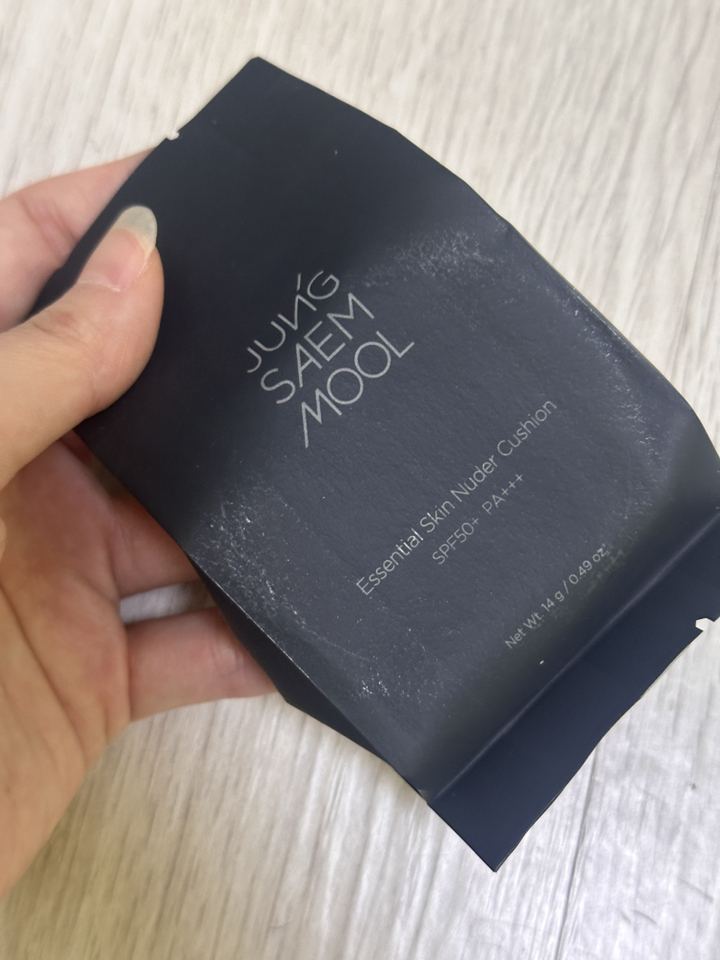 JUNG
SAEM
MOOL
Essential Skin Nuder Cushion
SPF50+ PA+++
Net Wt. 14 g / 0.49 oz.